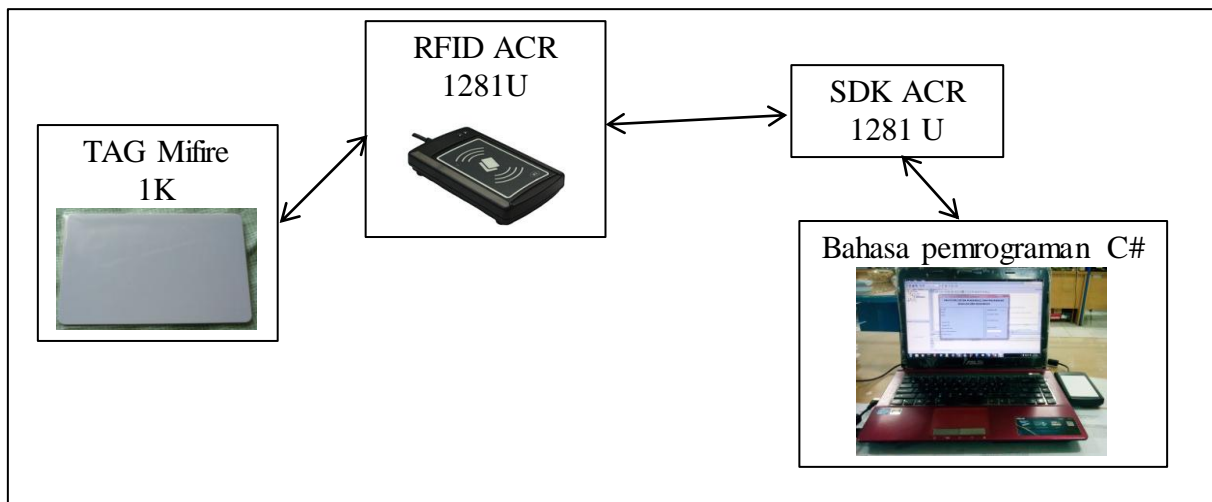 RFID ACR
1281U
SDK ACR
1281 U
TAG Mifire
1K
Bahasa pemrograman C#